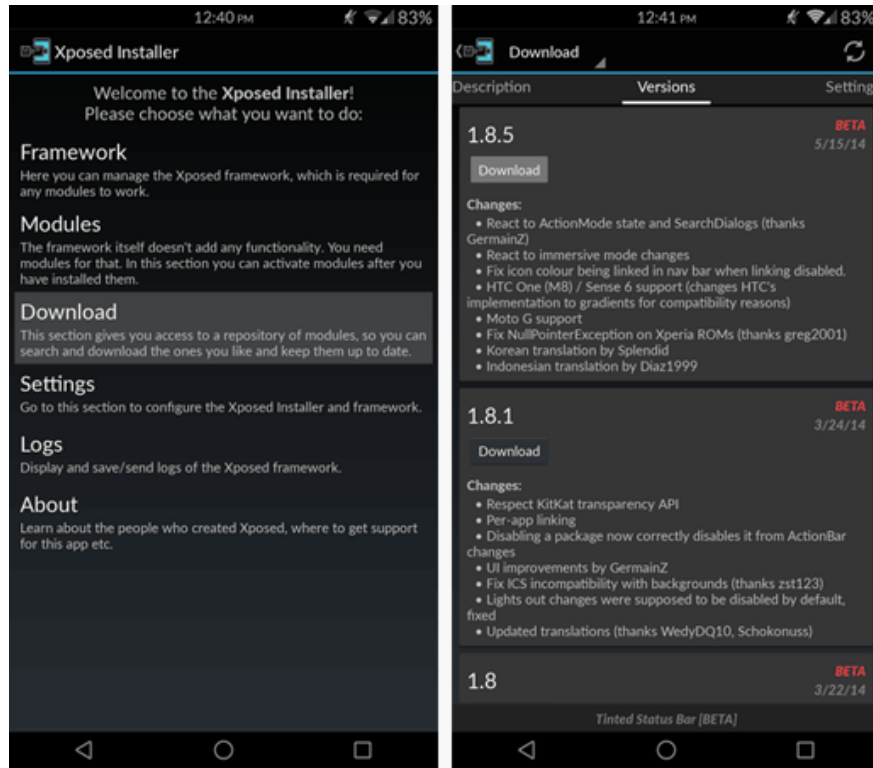 12:40 PM 83%
Xposed Installer
Welcome to the Xposed Installer!
Please choose what you want to do:
Framework
Here you can manage the Xposed framework, which is required for
any modules to work.
Modules
The framework itself doesn't add any functionality. You need
modules for that. In this section you can activate modules after you
have installed them.
Download
This section gives you access to a repository of modules, so you can
search and download the ones you like and keep them up to date.
Settings
Go to this section to configure the Xposed Installer and framework.
Logs
Display and save/send logs of the Xposed framework.
About
Learn about the people who created Xposed, where to get support
for this app etc.
12:41 PM 83%
Download
Description Versions Setting
1.8.5 BETA
5/15/14
Download
Changes:
• React to ActionMode state and SearchDialogs (thanks
GermainZ)
• React to immersive mode changes
• Fix icon colour being linked in nav bar when linking disabled.
• HTC One (M8) / Sense 6 support (changes HTC's
implementation to gradients for compatibility reasons)
• Moto G support
• Fix NullPointerException on Xperia ROMs (thanks greg2001)
• Korean translation by Splendid
• Indonesian translation by Diaz1999
1.8.1 BETA
3/24/14
Download
Changes:
• Respect KitKat transparency API
• Per-app linking
• Disabling a package now correctly disables it from ActionBar
changes
• UI improvements by GermainZ
• Fix ICS incompatibility with backgrounds (thanks zst123)
• Lights out changes were supposed to be disabled by default,
fixed
• Updated translations (thanks WedyDQ10, Schokonuss)
1.8 BETA
3/22/14
Tinted Status Bar [BETA]